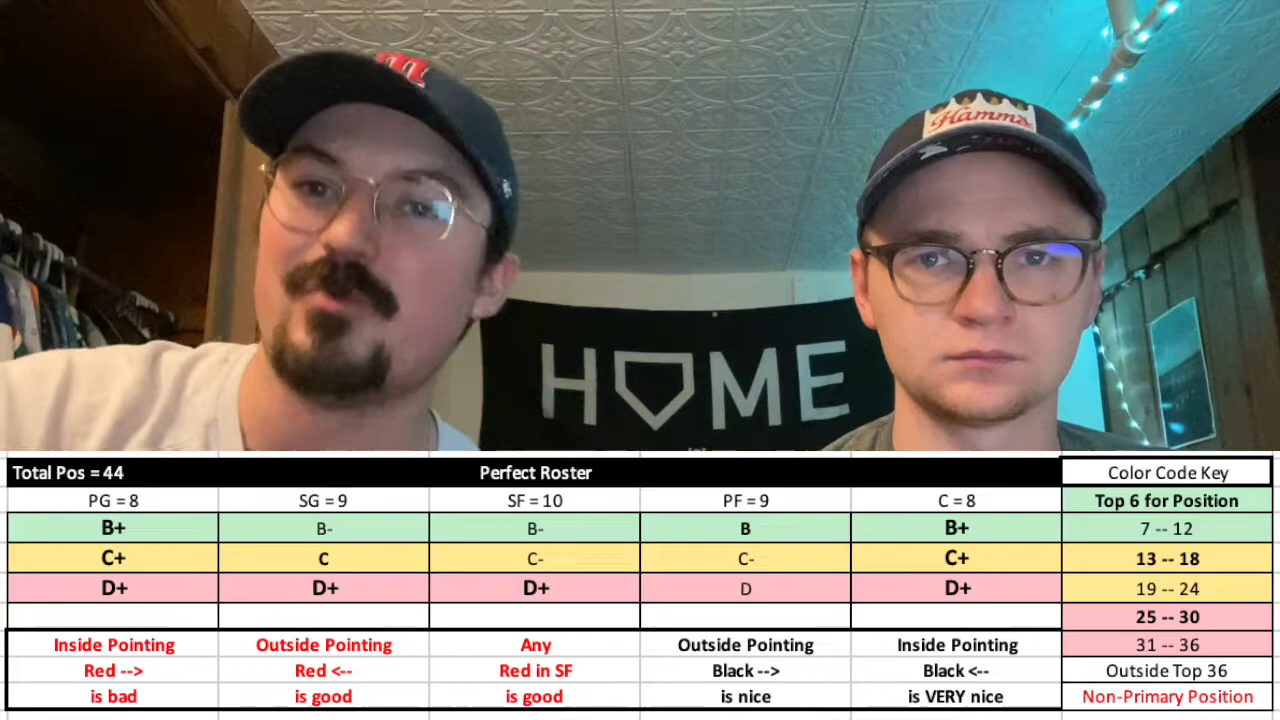 m
Hamm's
HOME
Total Pos = 44 Perfect Roster Color Code Key
PG = 8 SG = 9 SF = 10 PF = 9 C = 8 Top 6 for Position
B+ B- B- B B+ 7 -- 12
C+ C C- C- C+ 13 -- 18
D+ D+ D+ D D+ 19 -- 24
25 -- 30
Inside Pointing Outside Pointing Any Outside Pointing Inside Pointing 31 -- 36
Red --> Red <-- Red in SF Black --> Black <-- Outside Top 36
is bad is good is good is nice is VERY nice Non-Primary Position